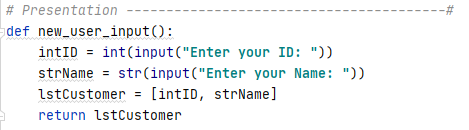 # Presentation ----------------------------------------#
def new_user_input():
    intID = int(input("Enter your ID: "))
    strName = str(input("Enter your Name: "))
    lstCustomer = [intID, strName]
    return lstCustomer